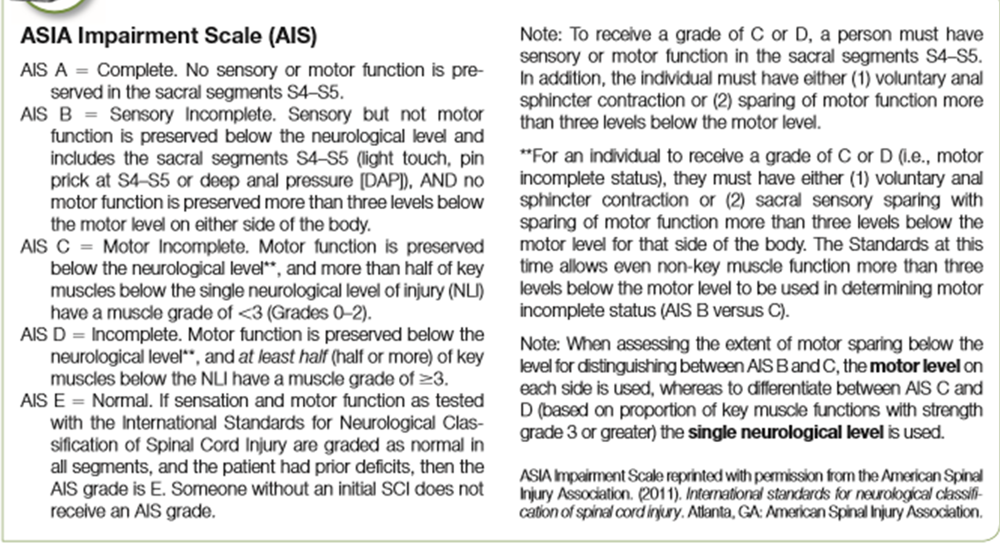 ASIA Impairment Scale (AIS)
AIS A = Complete. No sensory or motor function is pre-
served in the sacral segments S4–S5.
AIS B = Sensory Incomplete. Sensory but not motor
function is preserved below the neurological level and
includes the sacral segments S4–S5 (light touch, pin
prick at S4–S5 or deep anal pressure [DAP]), AND no
motor function is preserved more than three levels below
the motor level on either side of the body.
AIS C = Motor Incomplete. Motor function is preserved
below the neurological level**, and more than half of key
muscles below the single neurological level of injury (NLI)
have a muscle grade of <3 (Grades 0–2).
AIS D = Incomplete. Motor function is preserved below the
neurological level**, and at least half (half or more) of key
muscles below the NLI have a muscle grade of ≥3.
AIS E = Normal. If sensation and motor function as tested
with the International Standards for Neurological Clas-
sification of Spinal Cord Injury are graded as normal in
all segments, and the patient had prior deficits, then the
AIS grade is E. Someone without an initial SCI does not
receive an AIS grade.
Note: To receive a grade of C or D, a person must have
sensory or motor function in the sacral segments S4–S5.
In addition, the individual must have either (1) voluntary anal
sphincter contraction or (2) sparing of motor function more
than three levels below the motor level.
**For an individual to receive a grade of C or D (i.e., motor
incomplete status), they must have either (1) voluntary anal
sphincter contraction or (2) sacral sensory sparing with
sparing of motor function more than three levels below the
motor level for that side of the body. The Standards at this
time allows even non-key muscle function more than three
levels below the motor level to be used in determining motor
incomplete status (AIS B versus C).
Note: When assessing the extent of motor sparing below the
level for distinguishing between AIS B and C, the motor level on
each side is used, whereas to differentiate between AIS C and
D (based on proportion of key muscle functions with strength
grade 3 or greater) the single neurological level is used.
ASIA Impairment Scale reprinted with permission from the American Spinal
Injury Association. (2011). International standards for neurological classifi-
cation of spinal cord injury. Atlanta, GA: American Spinal Injury Association.